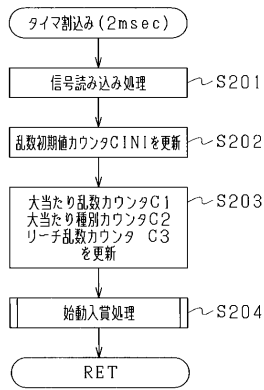 タイマ割込み(2msec)
信号読み込み処理
S201
乱数初期値カウンタCINIを更新
S202
大当たり乱数カウンタC1
大当たり種別カウンタC2
リーチ乱数カウンタ C3
を更新
S203
始動入賞処理
S204
RET